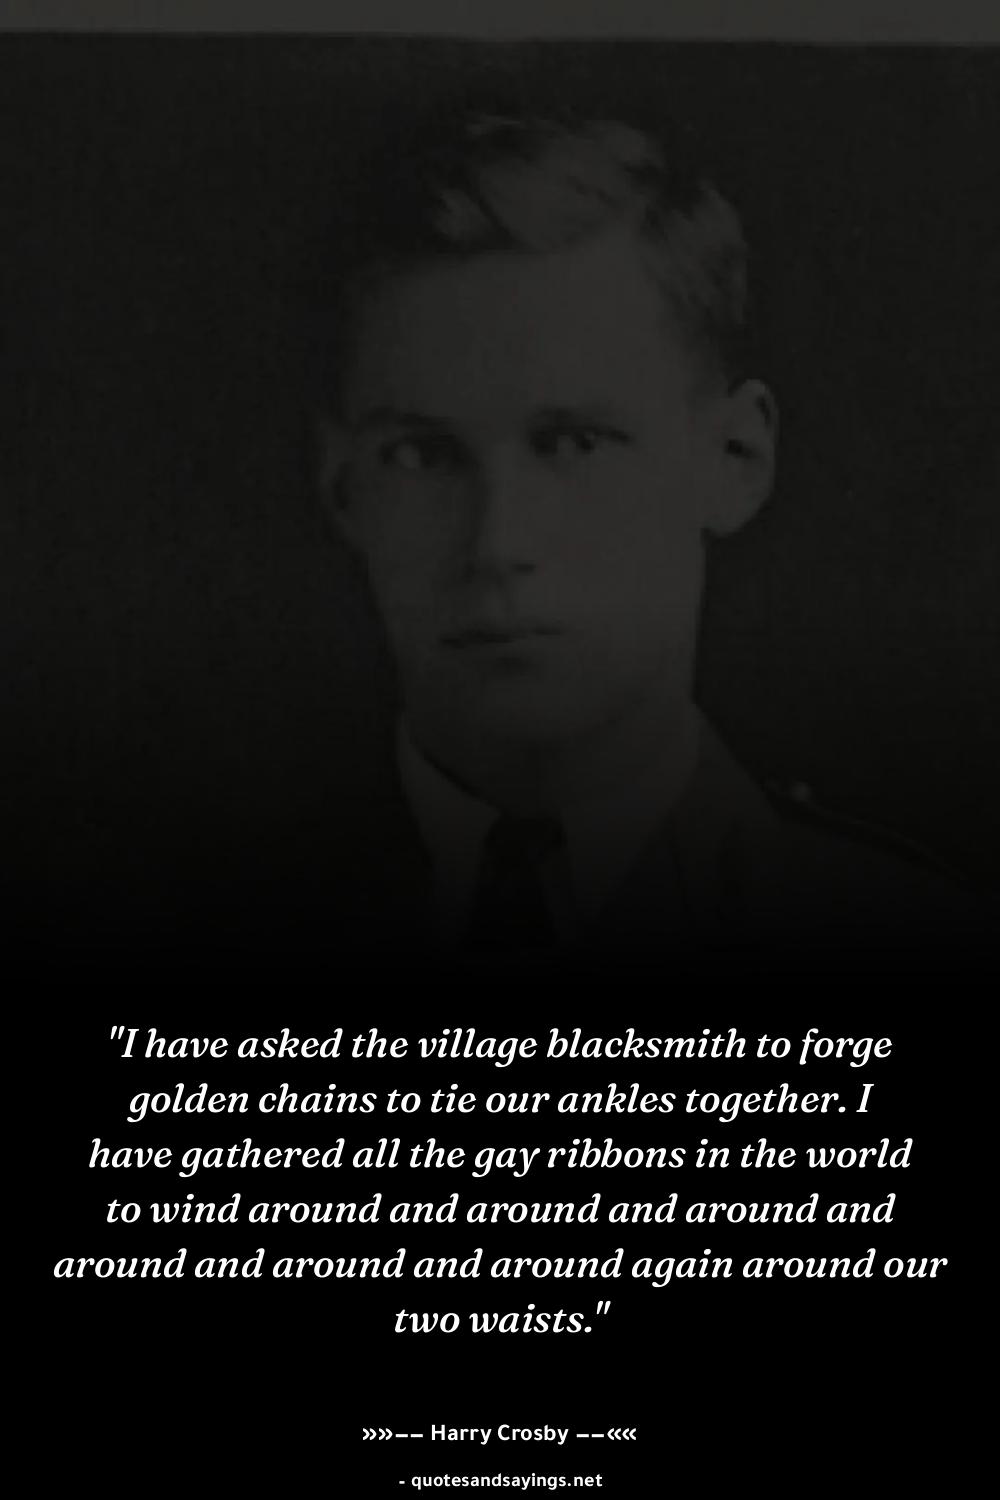 "I have asked the village blacksmith to forge
golden chains to tie our ankles together. I
have gathered all the gay ribbons in the world
to wind around and around and around and
around and around and around again around our
two waists."
»»−− Harry Crosby −−««
- quotesandsayings.net